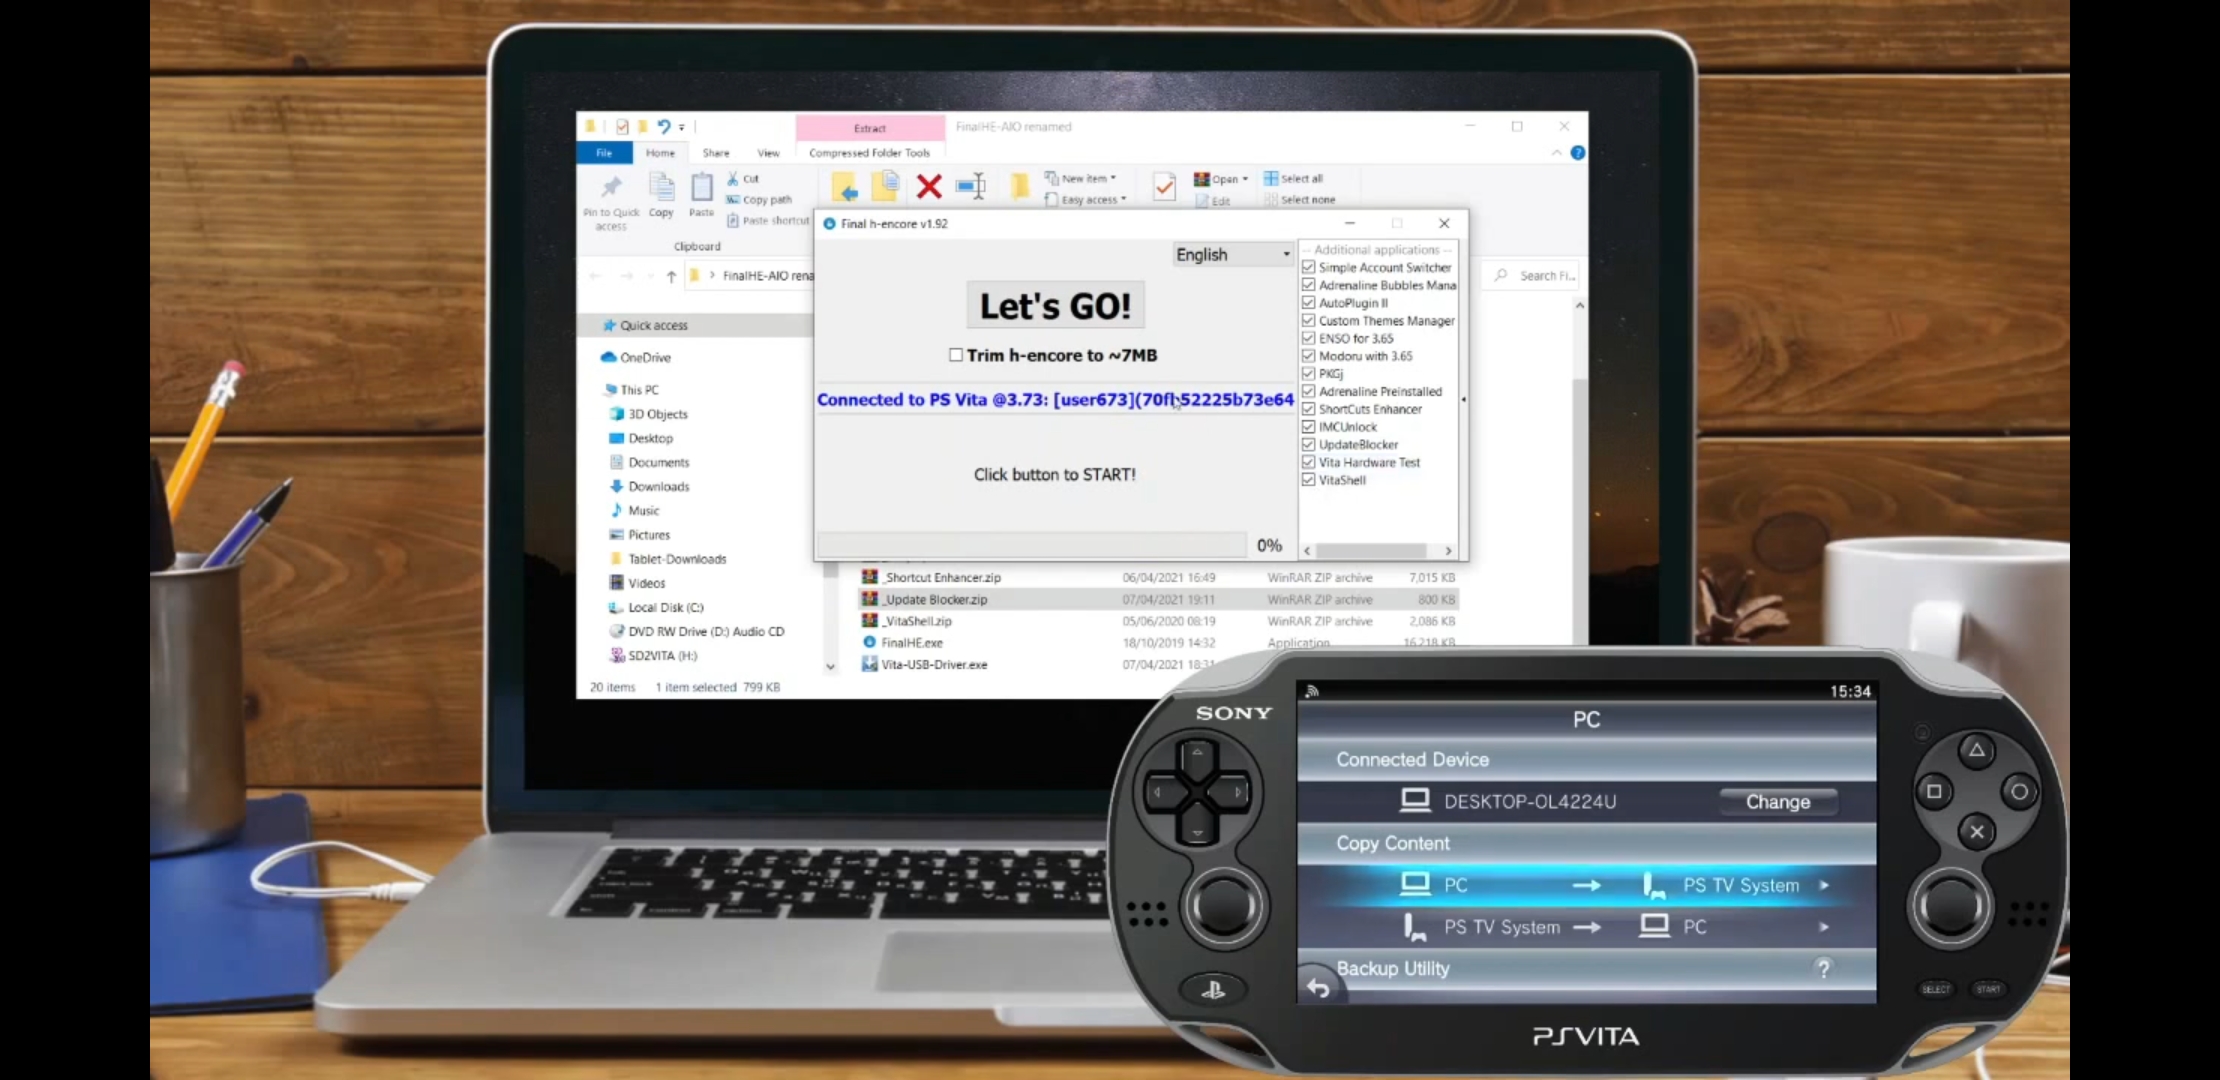 Extract
FinalHE-AIO renamed
File
Home
Share
View
Compressed Folder Tools
Pin to Quick
access
Copy
Paste
Cut
Copy path
Paste shortcut
New item
Easy access
Open
Edit
Select all
Select none
Clipboard
FinalHE-AIO rena
Search Fi...
Quick access
OneDrive
This PC
3D Objects
Desktop
Documents
Downloads
Music
Pictures
Tablet-Downloads
Videos
Local Disk (C:)
DVD RW Drive (D:) Audio CD
SD2VITA (H:)
20 items 1 item selected 799 KB
Final h-encore v1.92
English
Let's GO!
Trim h-encore to ~7MB
Connected to PS Vita @3.73:
Click button to START!
0%
-- Additional applications --
Simple Account Switcher
Adrenaline Bubbles Mana
AutoPlugin II
Custom Themes Manager
ENSO for 3.65
Modoru with 3.65
PKGj
Adrenaline Preinstalled
ShortCuts Enhancer
IMCUnlock
UpdateBlocker
Vita Hardware Test
VitaShell
_Shortcut Enhancer.zip 06/04/2021 16:49 WinRAR ZIP archive 7,015 KB
_Update Blocker.zip 07/04/2021 19:11 WinRAR ZIP archive 800 KB
_VitaShell.zip 05/06/2020 08:19 WinRAR ZIP archive 2,086 KB
FinalHE.exe 18/10/2019 14:32 Application 16,218 KB
Vita-USB-Driver.exe 07/04/2021
SONY
15:34
PC
Connected Device
DESKTOP-OL4224U
Change
Copy Content
PC → PS TV System
PS TV System → PC
Backup Utility
?
SELECT
START
PSVITA